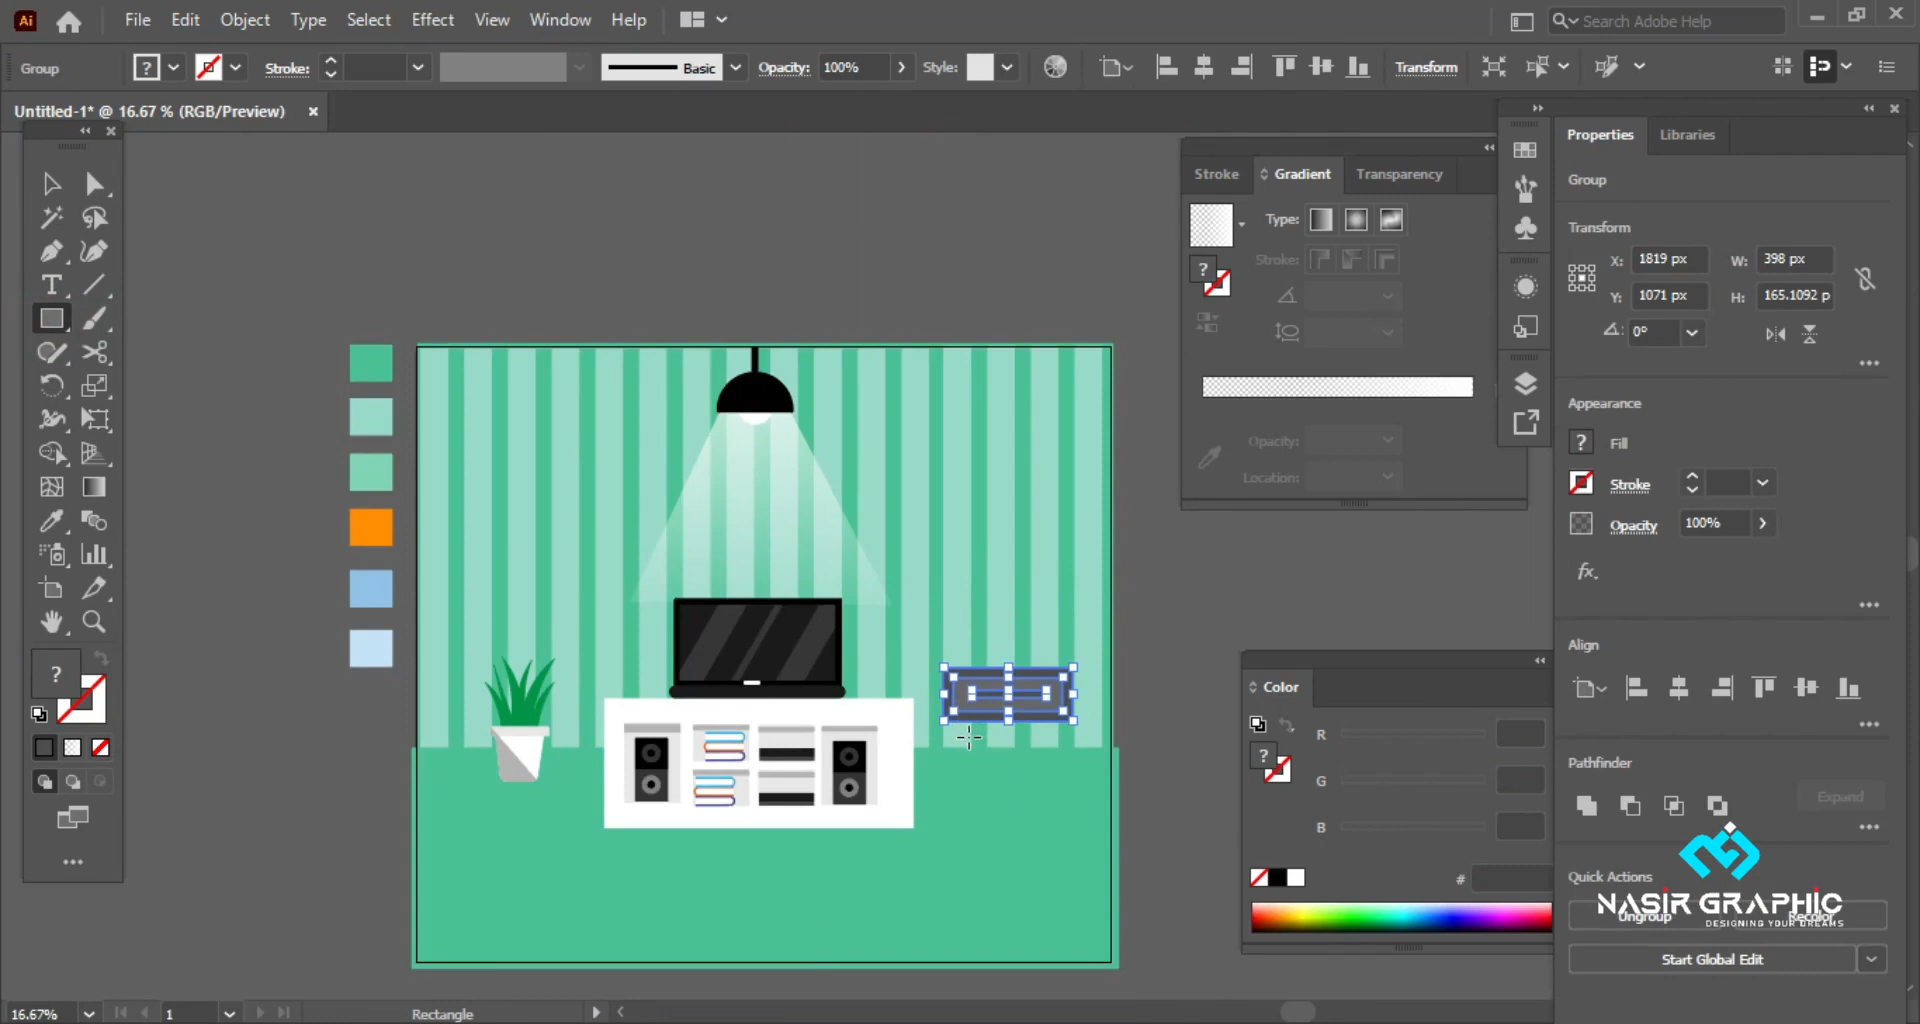 Ai
File Edit Object Type Select Effect View Window Help
Search Adobe Help
Group
?
Stroke:
Basic
Opacity:
100%
Style:
Transform
Untitled-1* @ 16.67 % (RGB/Preview)
Stroke
Gradient
Transparency
Type:
?
Stroke:
Opacity:
Location:
Properties
Libraries
Group
Transform
X: 1819 px
W: 398 px
Y: 1071 px
H: 165.1092 p
0°
Appearance
? Fill
Stroke
Opacity
100%
fx
Align
Pathfinder
Expand
Quick Actions
Ungroup
Recolor
NASIR GRAPHIC
DESIGNING YOUR DREAMS
Start Global Edit
T
?
Color
?
R
G
B
#
16.67%
1
Rectangle